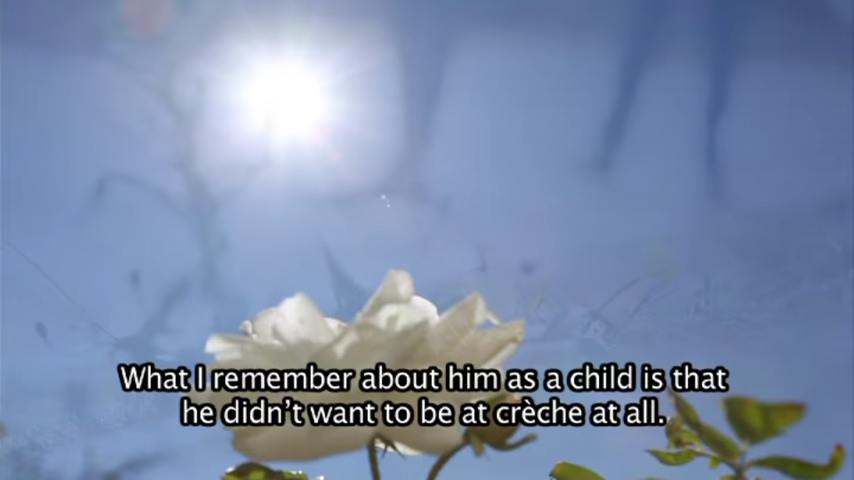 What I remember about him as a child is that
he didn't want to be at crèche at all.